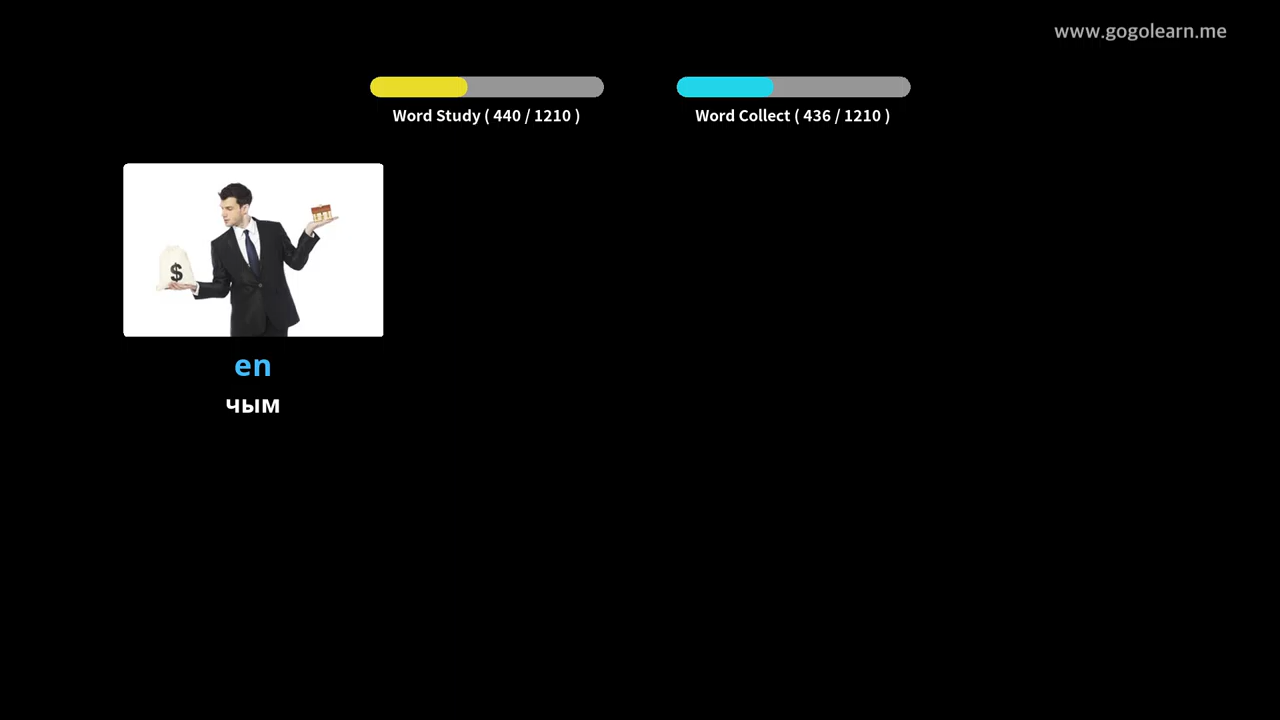 www.gogolearn.me
Word Study ( 440 / 1210 )
Word Collect ( 436 / 1210 )
$
en
чым